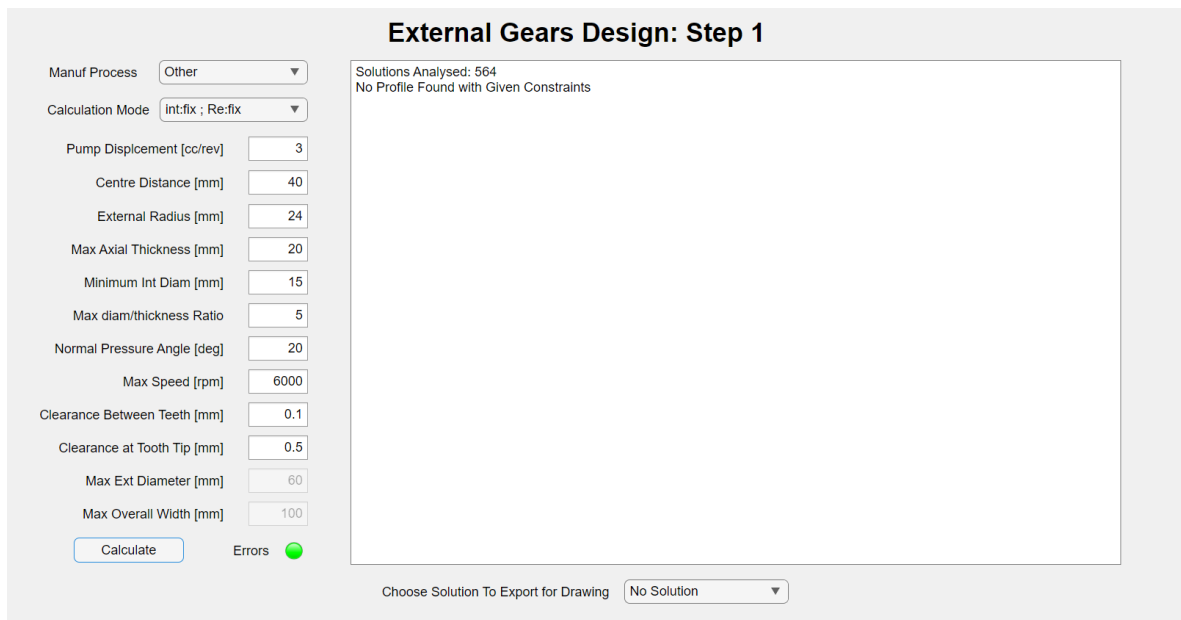 External Gears Design: Step 1
Manuf Process Other
Calculation Mode int:fix ; Re:fix
Pump Displcement [cc/rev] 3
Centre Distance [mm] 40
External Radius [mm] 24
Max Axial Thickness [mm] 20
Minimum Int Diam [mm] 15
Max diam/thickness Ratio 5
Normal Pressure Angle [deg] 20
Max Speed [rpm] 6000
Clearance Between Teeth [mm] 0.1
Clearance at Tooth Tip [mm] 0.5
Max Ext Diameter [mm] 60
Max Overall Width [mm] 100
Calculate Errors
Solutions Analysed: 564
No Profile Found with Given Constraints
Choose Solution To Export for Drawing No Solution